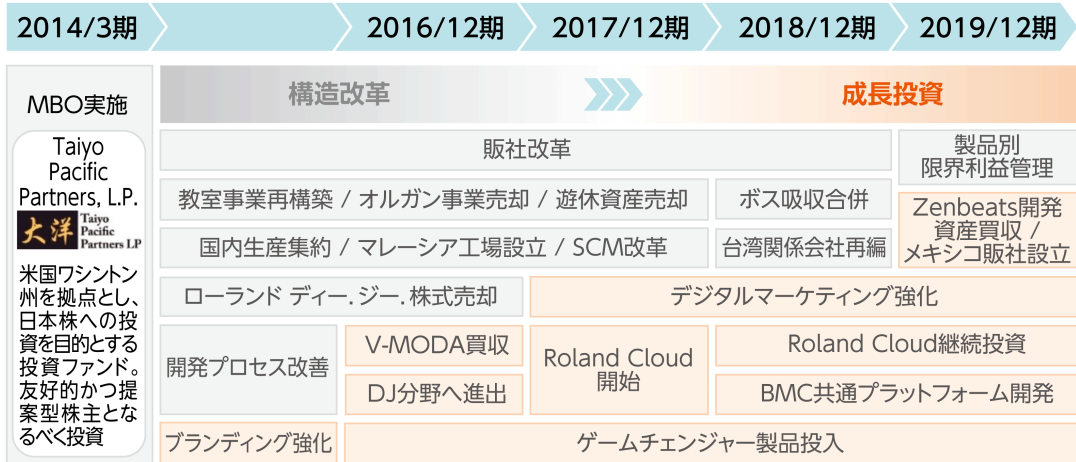 2014/3期
2016/12期
2017/12期
2018/12期
2019/12期
MBO実施
Taiyo
Pacific
Partners, L.P.
大洋
Taiyo
Pacific
Partners LP
米国ワシントン
州を拠点とし、
日本株への投
資を目的とする
投資ファンド。
友好的かつ提
案型株主とな
るべく投資
構造改革
成長投資
販社改革
製品別
限界利益管理
教室事業再構築 / オルガン事業売却 / 遊休資産売却
ボス吸収合併
Zenbeats開発
資産買収 /
メキシコ販社設立
国内生産集約 / マレーシア工場設立 / SCM改革
台湾関係会社再編
ローランド ディー.ジー.株式売却
デジタルマーケティング強化
開発プロセス改善
V-MODA買収
DJ分野へ進出
Roland Cloud
開始
Roland Cloud継続投資
BMC共通プラットフォーム開発
ブランディング強化
ゲームチェンジャー製品投入